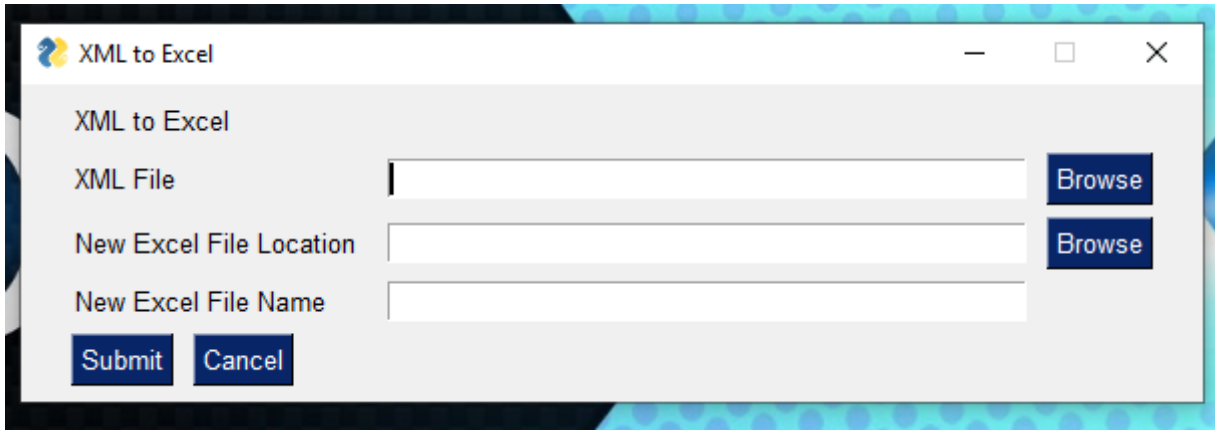 XML to Excel
XML to Excel
XML File Browse
New Excel File Location Browse
New Excel File Name
Submit Cancel